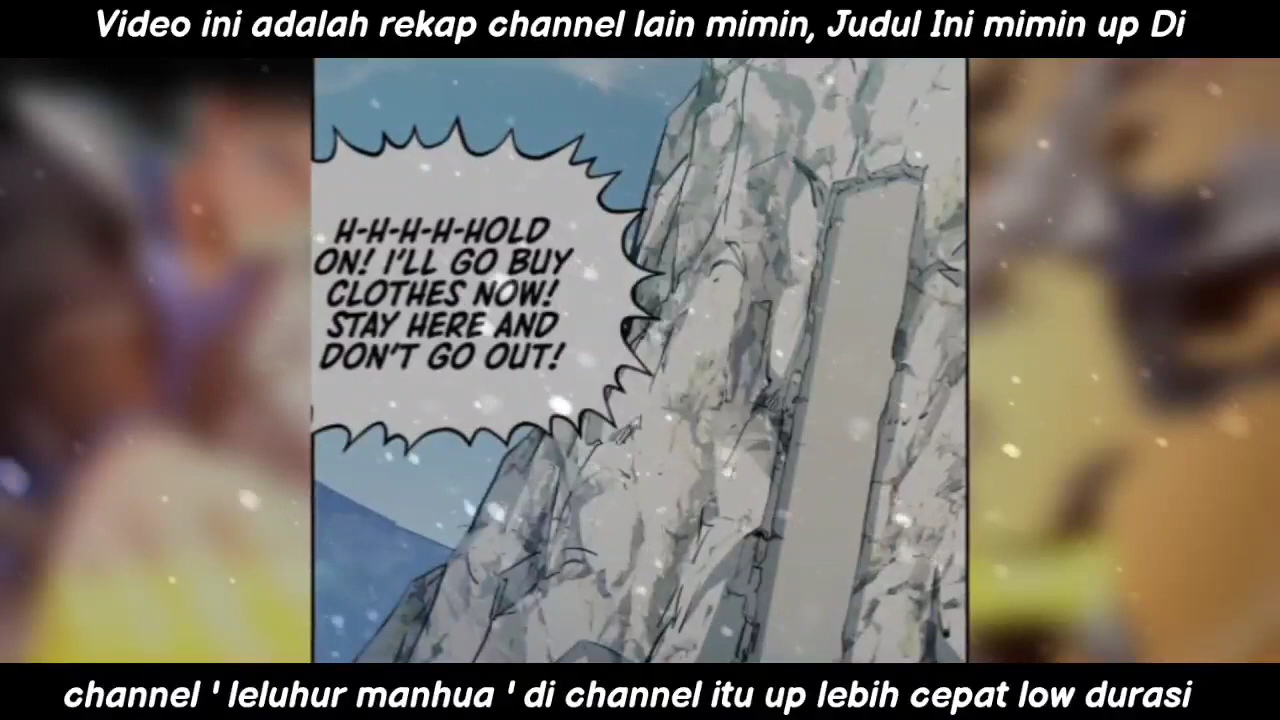 Video ini adalah rekap channel lain mimin, Judul Ini mimin up Di
H-H-H-H-HOLD
ON! I'LL GO BUY
CLOTHES NOW!
STAY HERE AND
DON'T GO OUT!
channel ' leluhur manhua ' di channel itu up lebih cepat low durasi